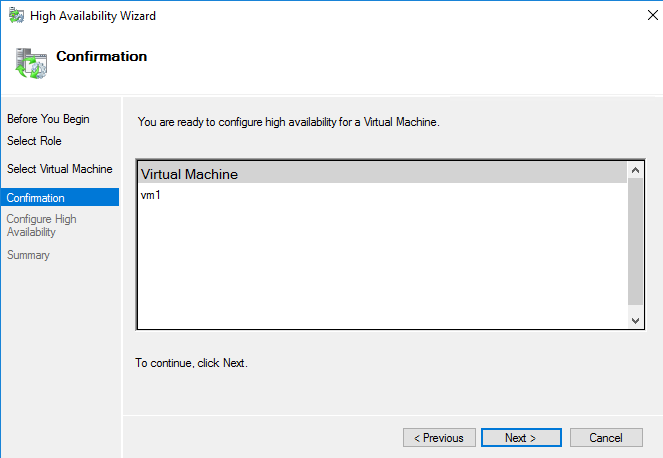 High Availability Wizard
Confirmation
Before You Begin
Select Role
Select Virtual Machine
Confirmation
Configure High
Availability
Summary
You are ready to configure high availability for a Virtual Machine.
Virtual Machine
vm1
To continue, click Next.
< Previous
Next >
Cancel